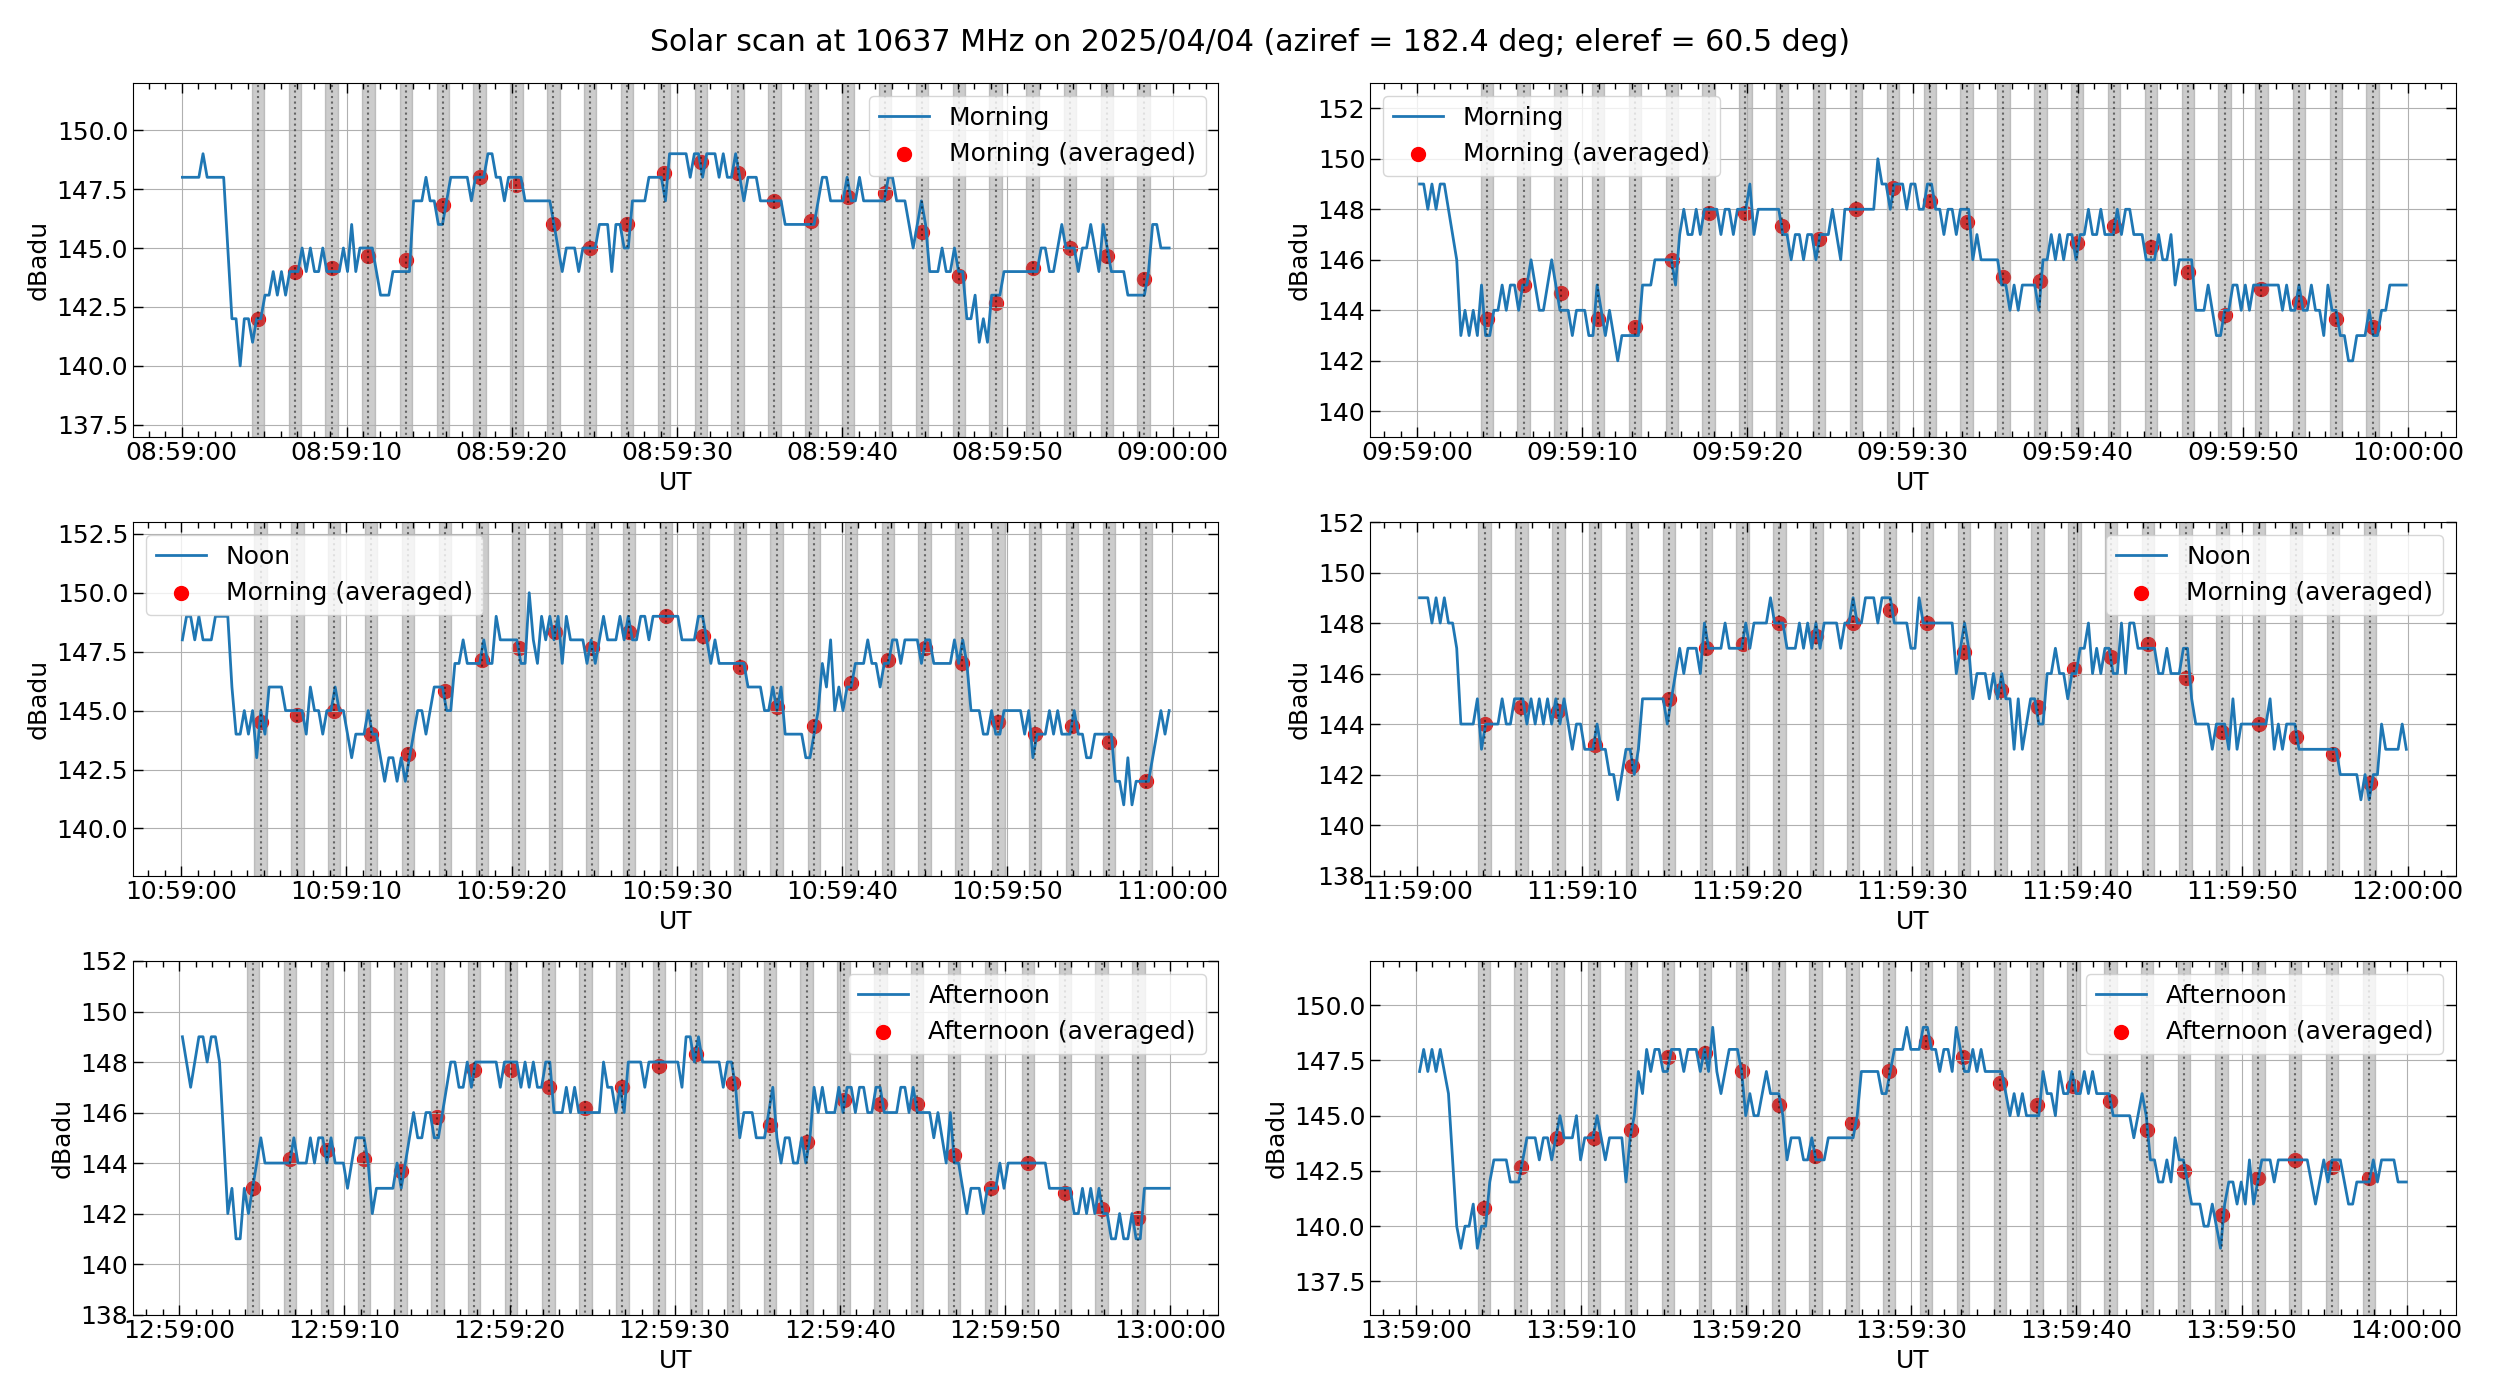 Solar scan at 10637 MHz on 2025/04/04 (aziref = 182.4 deg; eleref = 60.5 deg)
150.0
147.5
145.0
142.5
140.0
137.5
dBadu
Morning
Morning (averaged)
08:59:00 08:59:10 08:59:20 08:59:30 08:59:40 08:59:50 09:00:00
UT
152
150
148
146
144
142
140
dBadu
Morning
Morning (averaged)
09:59:00 09:59:10 09:59:20 09:59:30 09:59:40 09:59:50 10:00:00
UT
152.5
150.0
147.5
145.0
142.5
140.0
dBadu
Noon
Morning (averaged)
10:59:00 10:59:10 10:59:20 10:59:30 10:59:40 10:59:50 11:00:00
UT
152
150
148
146
144
142
140
138
dBadu
Noon
Morning (averaged)
11:59:00 11:59:10 11:59:20 11:59:30 11:59:40 11:59:50 12:00:00
UT
152
150
148
146
144
142
140
138
dBadu
Afternoon
Afternoon (averaged)
12:59:00 12:59:10 12:59:20 12:59:30 12:59:40 12:59:50 13:00:00
UT
150.0
147.5
145.0
142.5
140.0
137.5
dBadu
Afternoon
Afternoon (averaged)
13:59:00 13:59:10 13:59:20 13:59:30 13:59:40 13:59:50 14:00:00
UT